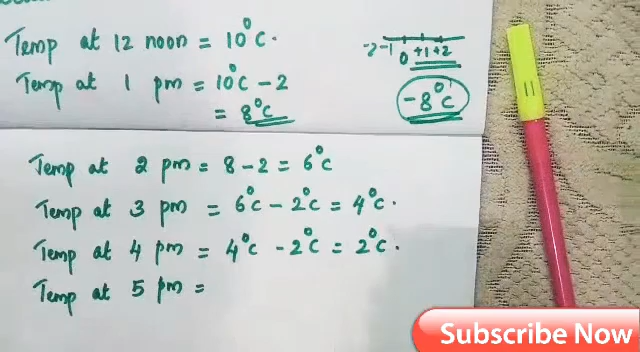 Temp at 12 noon = 10°C.
Temp at 1 pm = 10°C - 2
= 8°C
-2 -1 0 +1 +2
-8°C
Temp at 2 pm = 8 - 2 = 6°C
Temp at 3 pm = 6°C - 2°C = 4°C.
Temp at 4 pm = 4°C - 2°C = 2°C.
Temp at 5 pm =
Subscribe Now